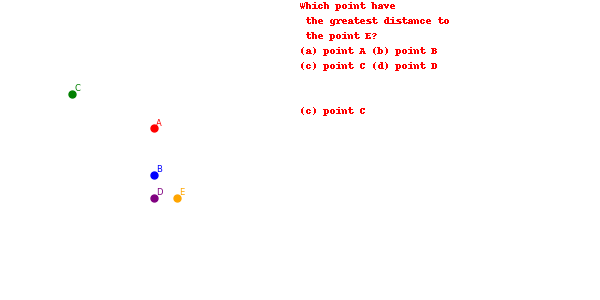 Which point have
the greatest distance to
the point E?
(a) point A (b) point B
(c) point C (d) point D
(c) point C
C
A
B
D
E